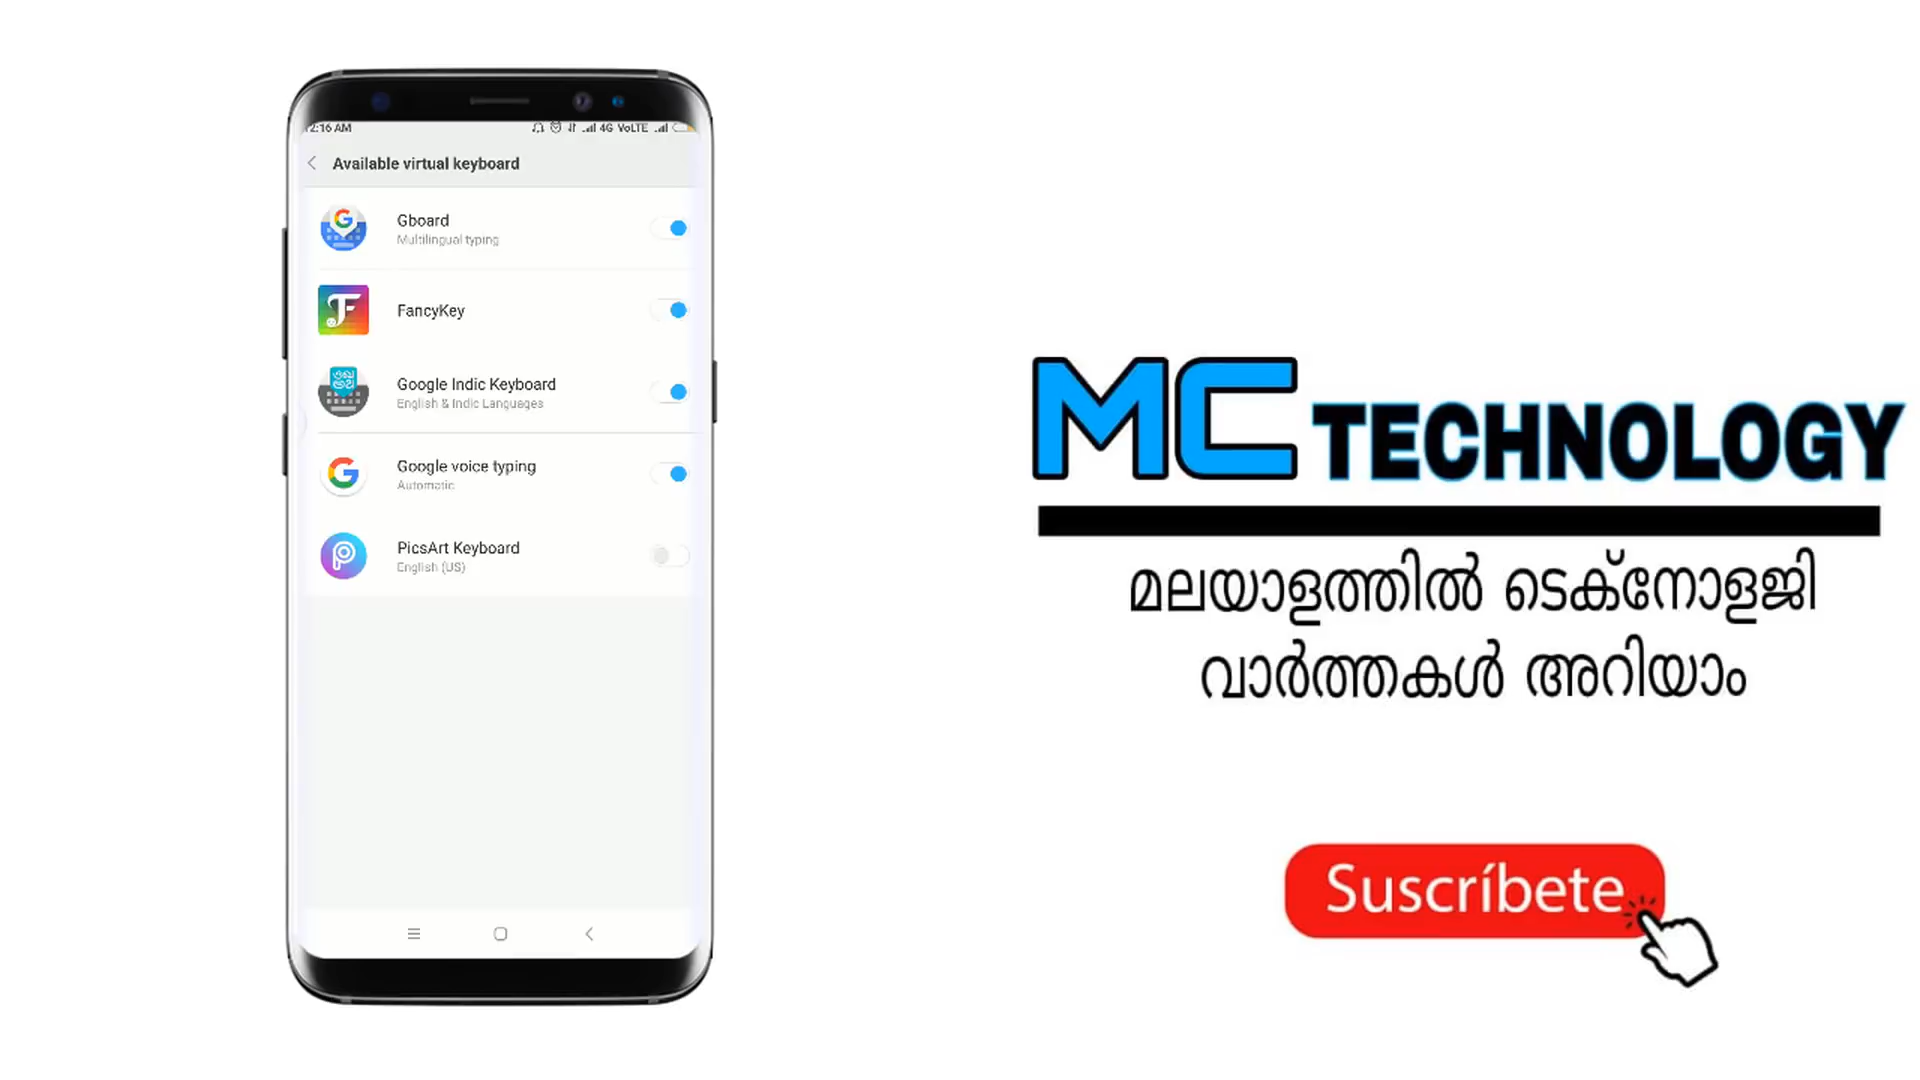 2:16 AM
4G VoLTE
Available virtual keyboard
Gboard
Multilingual typing
FancyKey
Google Indic Keyboard
English & Indic Languages
Google voice typing
Automatic
PicsArt Keyboard
English (US)
MC TECHNOLOGY
മലയാളത്തിൽ ടെക്നോളജി
വാർത്തകൾ അറിയാം
Suscríbete